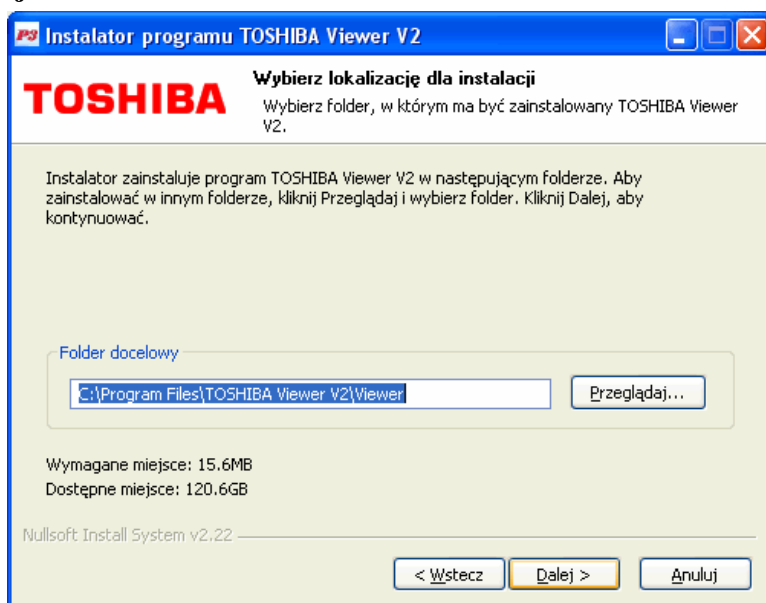 P3 Instalator programu TOSHIBA Viewer V2
TOSHIBA
Wybierz lokalizację dla instalacji
Wybierz folder, w którym ma być zainstalowany TOSHIBA Viewer
V2.
Instalator zainstaluje program TOSHIBA Viewer V2 w następującym folderze. Aby
zainstalować w innym folderze, kliknij Przeglądaj i wybierz folder. Kliknij Dalej, aby
kontynuować.
Folder docelowy
C:\Program Files\TOSHIBA Viewer V2\Viewer
Przeglądaj...
Wymagane miejsce: 15.6MB
Dostępne miejsce: 120.6GB
Nullsoft Install System v2.22
< Wstecz Dalej > Anuluj